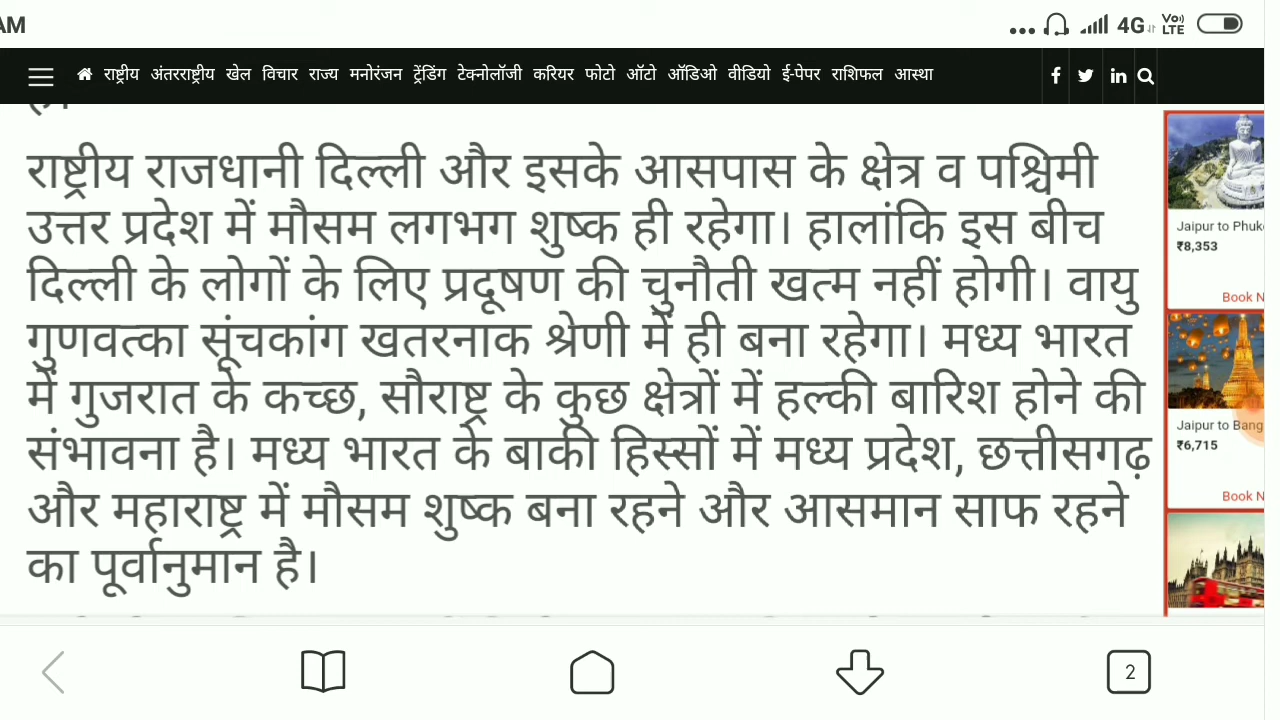 AM
4G
Vo))
LTE
राष्ट्रीय अंतरराष्ट्रीय खेल विचार राज्य मनोरंजन ट्रेंडिंग टेक्नोलॉजी करियर फोटो ऑटो ऑडिओ वीडियो ई-पेपर राशिफल आस्था
राष्ट्रीय राजधानी दिल्ली और इसके आसपास के क्षेत्र व पश्चिमी
उत्तर प्रदेश में मौसम लगभग शुष्क ही रहेगा। हालांकि इस बीच
दिल्ली के लोगों के लिए प्रदूषण की चुनौती खत्म नहीं होगी। वायु
गुणवत्का सूंचकांग खतरनाक श्रेणी में ही बना रहेगा। मध्य भारत
में गुजरात के कच्छ, सौराष्ट्र के कुछ क्षेत्रों में हल्की बारिश होने की
संभावना है। मध्य भारत के बाकी हिस्सों में मध्य प्रदेश, छत्तीसगढ़
और महाराष्ट्र में मौसम शुष्क बना रहने और आसमान साफ रहने
का पूर्वानुमान है।
Jaipur to Phuk
₹8,353
Book N
Jaipur to Bang
₹6,715
Book N
2